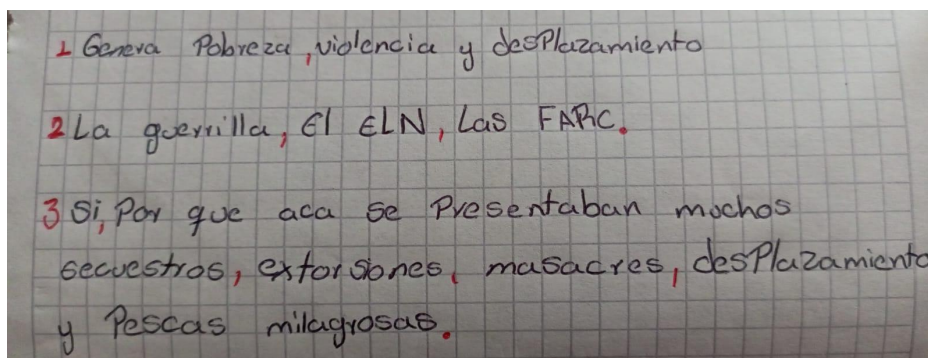 1 Genera Pobreza, violencia y desplazamiento
2 La guerrilla, El ELN, Las FARC.
3 Si, Por que aca se Presentaban muchos
secuestros, extorsiones, masacres, desplazamiento
y Pescas milagrosas.